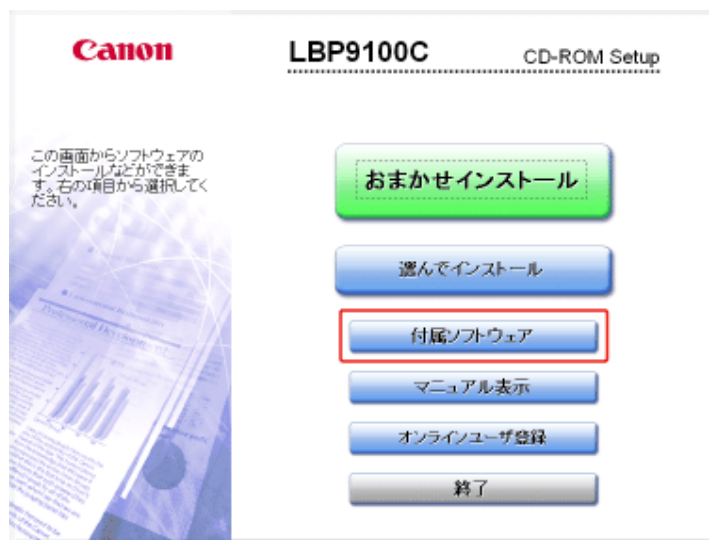 Canon
LBP9100C
CD-ROM Setup
この画面からソフトウェアの
インストールなどができま
す。右の項目から選択してく
ださい。
おまかせインストール
選んでインストール
付属ソフトウェア
マニュアル表示
オンラインユーザ登録
終了
Professional Development